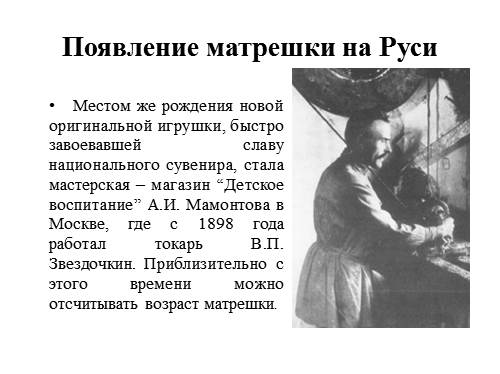 Появление матрешки на Руси
• Местом же рождения новой
оригинальной игрушки, быстро
завоевавшей славу
национального сувенира, стала
мастерская – магазин “Детское
воспитание” А.И. Мамонтова в
Москве, где с 1898 года
работал токарь В.П.
Звездочкин. Приблизительно с
этого времени можно
отсчитывать возраст матрешки.